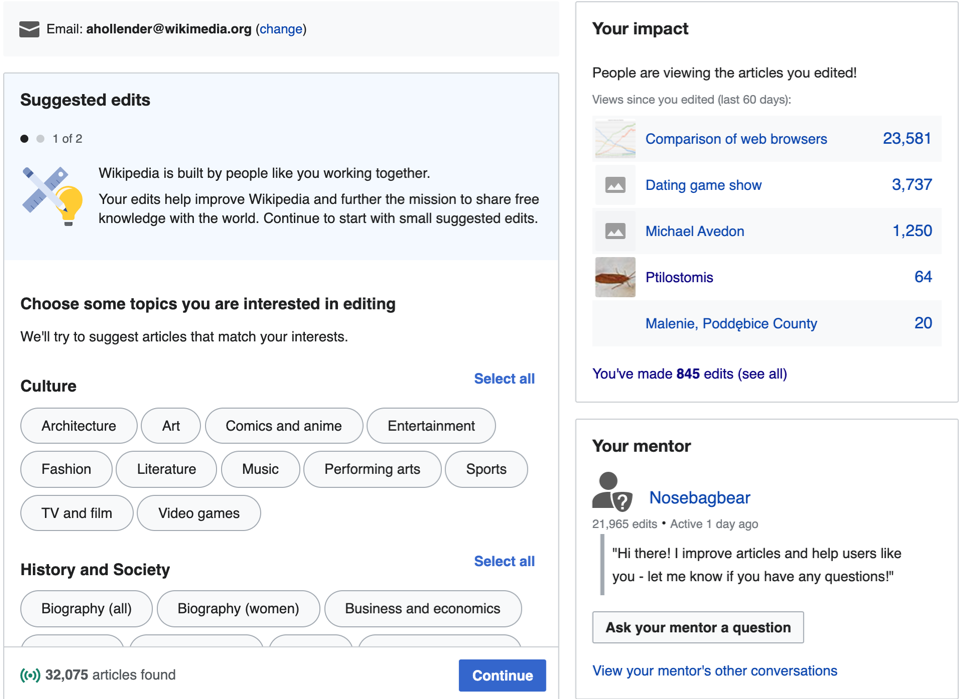 Email: ahollender@wikimedia.org (change)
Suggested edits
1 of 2
Wikipedia is built by people like you working together.
Your edits help improve Wikipedia and further the mission to share free
knowledge with the world. Continue to start with small suggested edits.
Choose some topics you are interested in editing
We'll try to suggest articles that match your interests.
Culture
Select all
Architecture
Art
Comics and anime
Entertainment
Fashion
Literature
Music
Performing arts
Sports
TV and film
Video games
History and Society
Select all
Biography (all)
Biography (women)
Business and economics
32,075 articles found
Continue
Your impact
People are viewing the articles you edited!
Views since you edited (last 60 days):
Comparison of web browsers 23,581
Dating game show 3,737
Michael Avedon 1,250
Ptilostomis 64
Malenie, Poddębice County 20
You've made 845 edits (see all)
Your mentor
Nosebagbear
21,965 edits • Active 1 day ago
"Hi there! I improve articles and help users like
you - let me know if you have any questions!"
Ask your mentor a question
View your mentor's other conversations